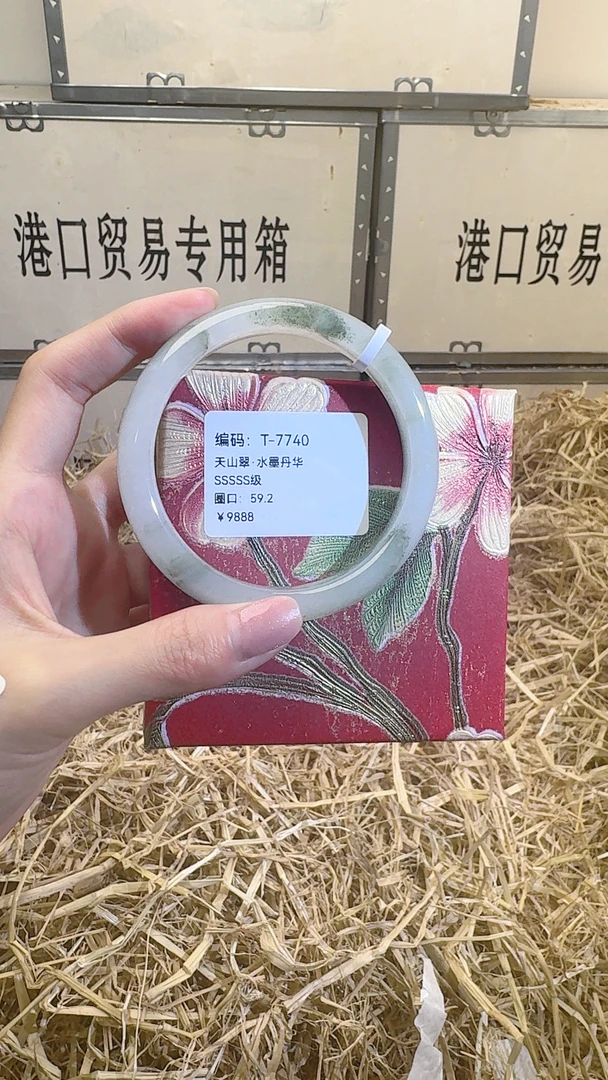 港口贸易专用箱
港口贸易
编码：T-7740
天山翠·水墨丹华
SSSSS级
圈口：59.2
￥9888